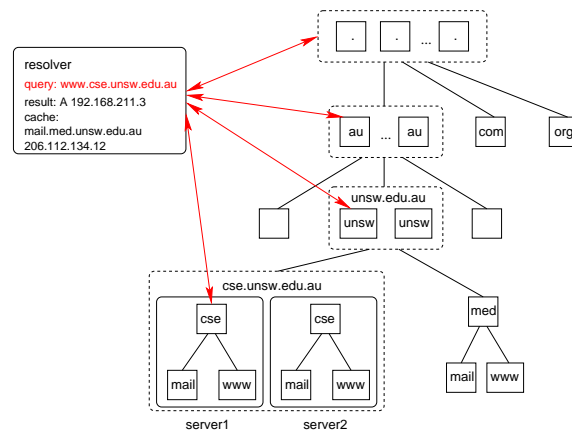 resolver
query: www.cse.unsw.edu.au
result: A 192.168.211.3
cache:
mail.med.unsw.edu.au
206.112.134.12
. . ... .
au ... au
com
org
unsw.edu.au
unsw unsw
cse.unsw.edu.au
cse
cse
med
mail www
mail www
mail www
server1
server2